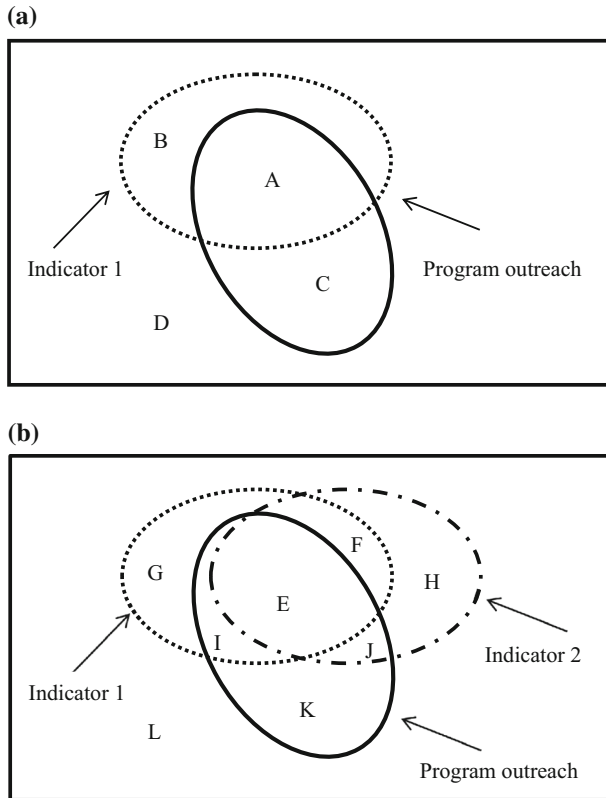 (a)
B
A
Indicator 1
Program outreach
C
D
(b)
F
G
H
E
I
J
Indicator 2
Indicator 1
K
L
Program outreach